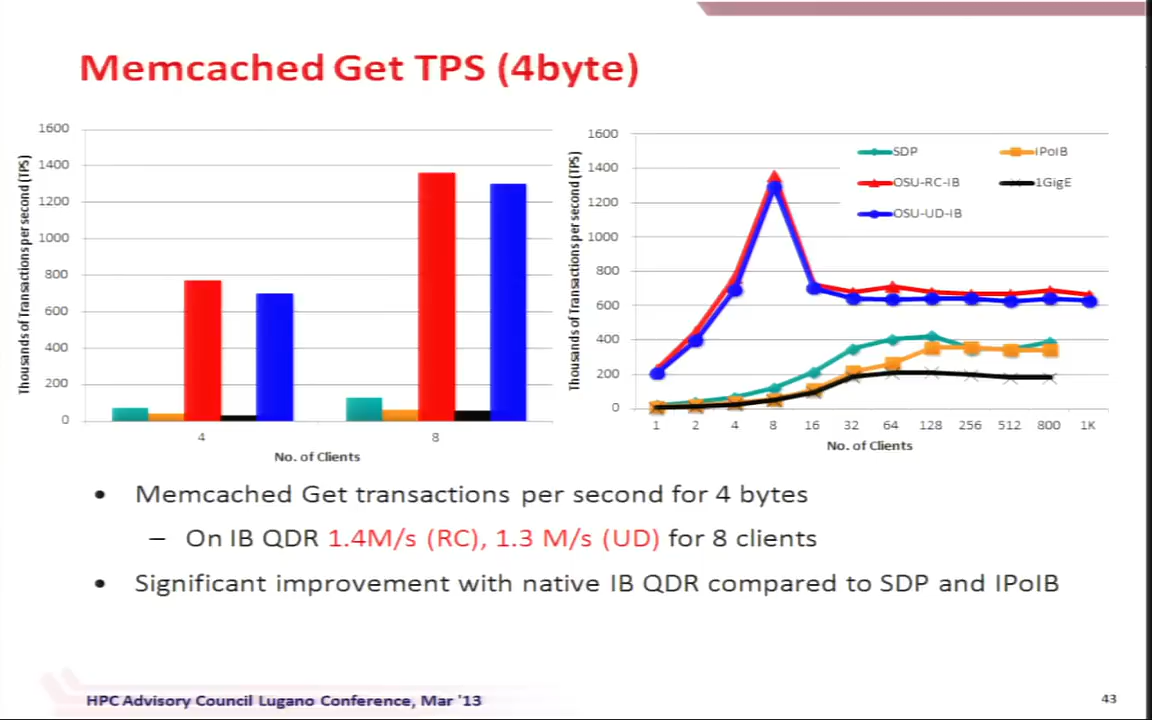 Memcached Get TPS (4byte)
Thousands of Transactions per second (TPS)
1600
1400
1200
1000
800
600
400
200
0
4
8
No. of Clients
Thousands of Transactions per second (TPS)
1600
1400
1200
1000
800
600
400
200
0
SDP
IPoIB
OSU-RC-IB
1GigE
OSU-UD-IB
1 2 4 8 16 32 64 128 256 512 800 1K
No. of Clients
• Memcached Get transactions per second for 4 bytes
– On IB QDR 1.4M/s (RC), 1.3 M/s (UD) for 8 clients
• Significant improvement with native IB QDR compared to SDP and IPoIB
HPC Advisory Council Lugano Conference, Mar '13
43